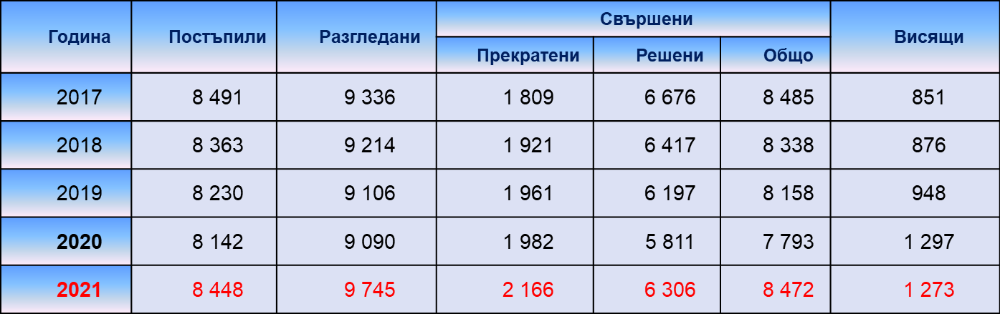 Година Постъпили Разгледани Свършени Висящи
Прекратени Решени Общо
2017 8 491 9 336 1 809 6 676 8 485 851
2018 8 363 9 214 1 921 6 417 8 338 876
2019 8 230 9 106 1 961 6 197 8 158 948
2020 8 142 9 090 1 982 5 811 7 793 1 297
2021 8 448 9 745 2 166 6 306 8 472 1 273